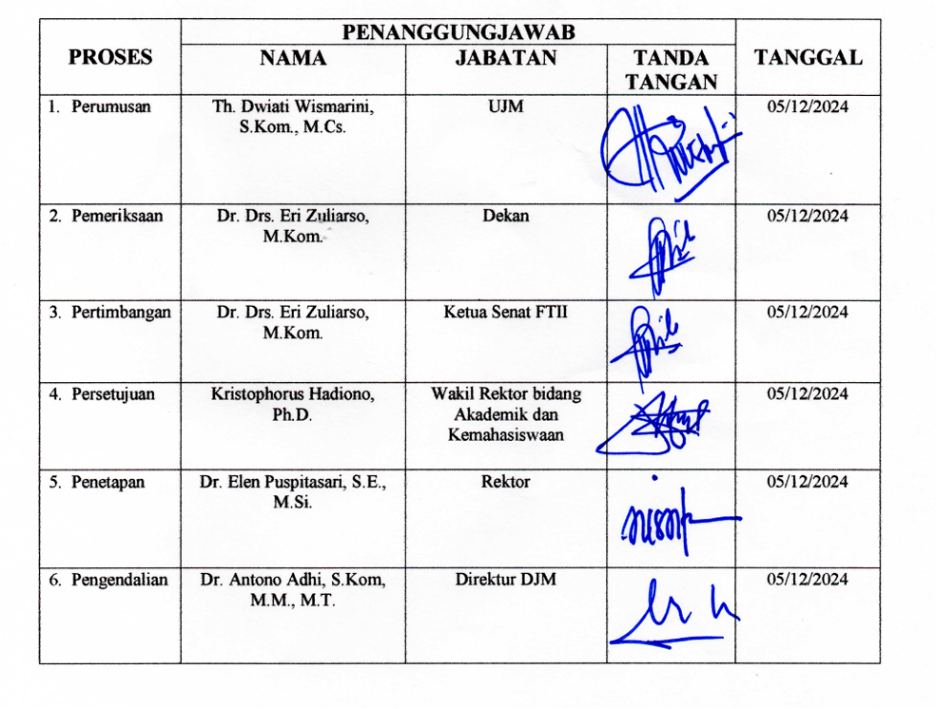 PROSES
PENANGGUNGJAWAB
NAMA
JABATAN
TANDA
TANGAN
TANGGAL
1. Perumusan
Th. Dwiati Wismarini,
S.Kom., M.Cs.
UJM
05/12/2024
2. Pemeriksaan
Dr. Drs. Eri Zuliarso,
M.Kom.
Dekan
05/12/2024
3. Pertimbangan
Dr. Drs. Eri Zuliarso,
M.Kom.
Ketua Senat FTII
05/12/2024
4. Persetujuan
Kristophorus Hadiono,
Ph.D.
Wakil Rektor bidang
Akademik dan
Kemahasiswaan
05/12/2024
5. Penetapan
Dr. Elen Puspitasari, S.E.,
M.Si.
Rektor
05/12/2024
6. Pengendalian
Dr. Antono Adhi, S.Kom,
M.M., M.T.
Direktur DJM
05/12/2024